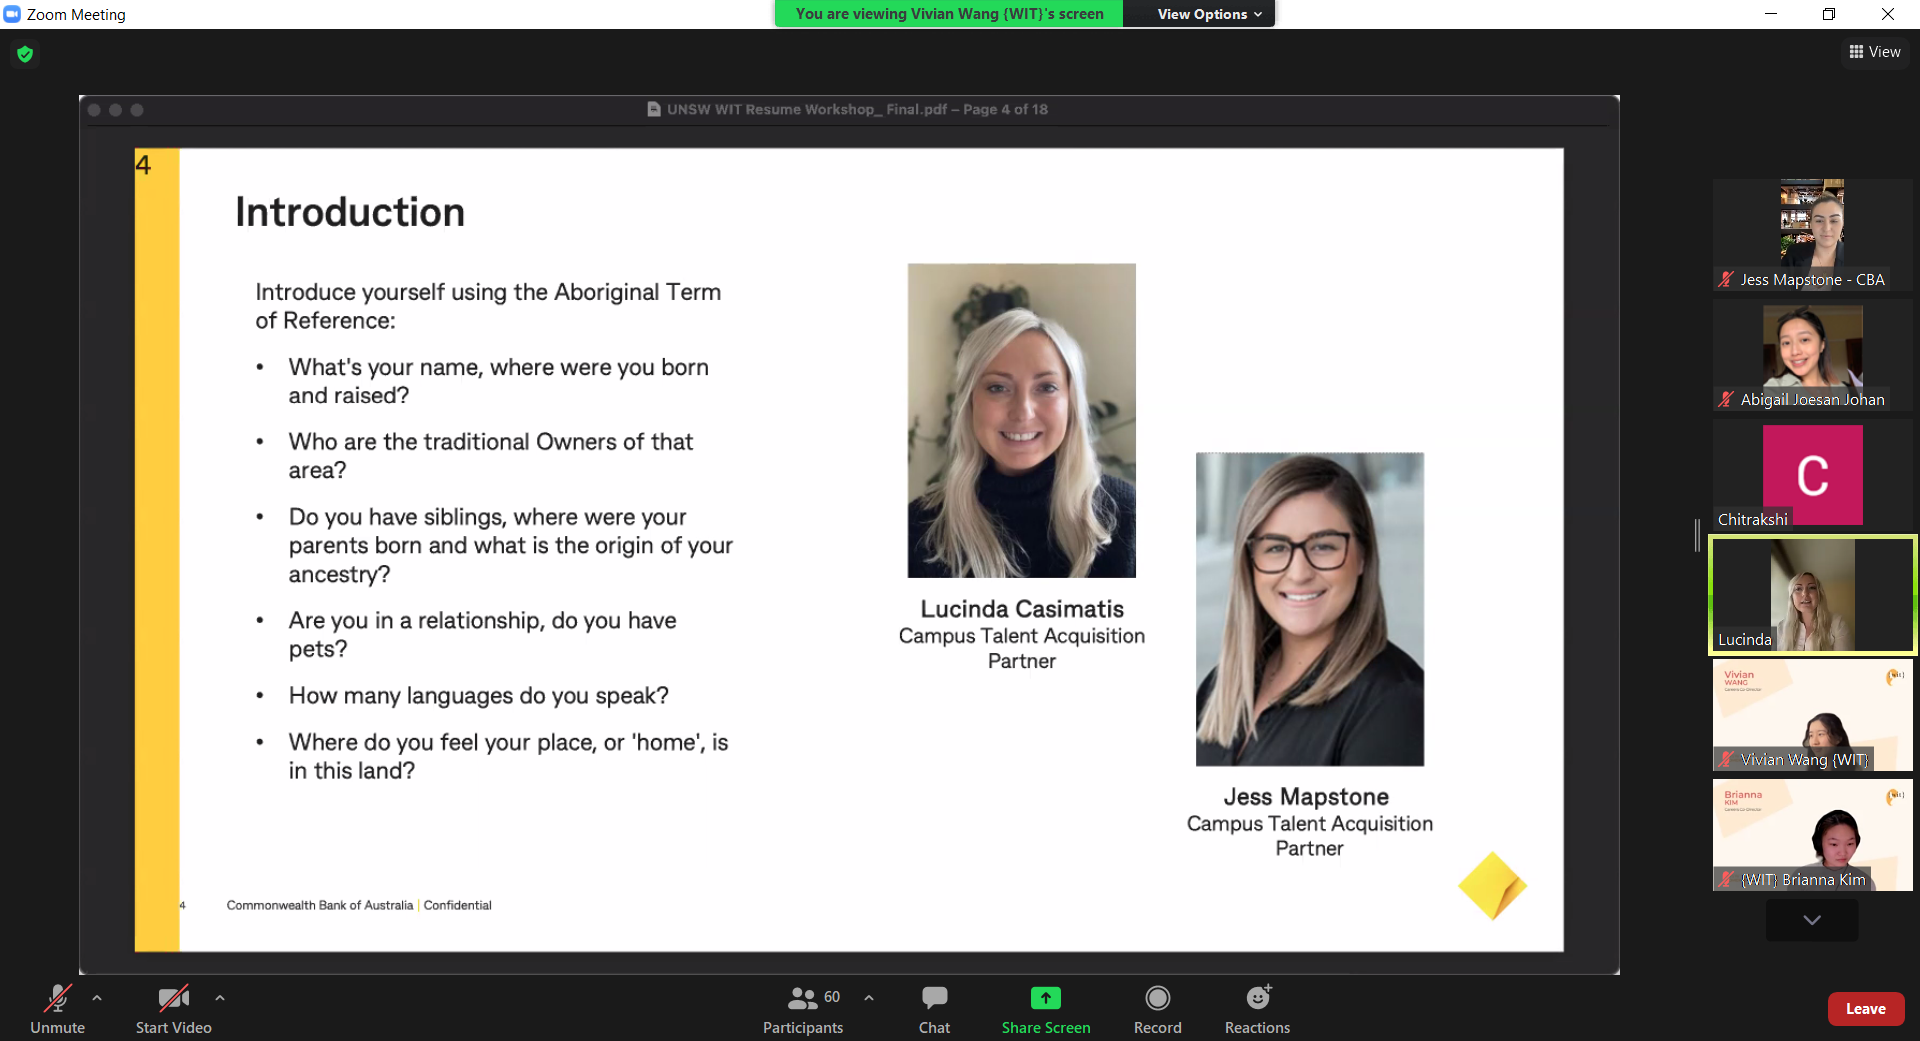 Zoom Meeting
You are viewing Vivian Wang {WIT}'s screen
View Options
View
UNSW WIT Resume Workshop_ Final.pdf – Page 4 of 18
4
Introduction
Introduce yourself using the Aboriginal Term
of Reference:
• What's your name, where were you born
and raised?
• Who are the traditional Owners of that
area?
• Do you have siblings, where were your
parents born and what is the origin of your
ancestry?
• Are you in a relationship, do you have
pets?
• How many languages do you speak?
• Where do you feel your place, or 'home', is
in this land?
Lucinda Casimatis
Campus Talent Acquisition
Partner
Jess Mapstone
Campus Talent Acquisition
Partner
4
Commonwealth Bank of Australia | Confidential
Jess Mapstone - CBA
Abigail Joesan Johan
C
Chitrakshi
Lucinda
Vivian
WANG
Vivian Wang {WIT}
Brianna
KIM
{WIT} Brianna Kim
Unmute
Start Video
60
Participants
Chat
Share Screen
Record
Reactions
Leave